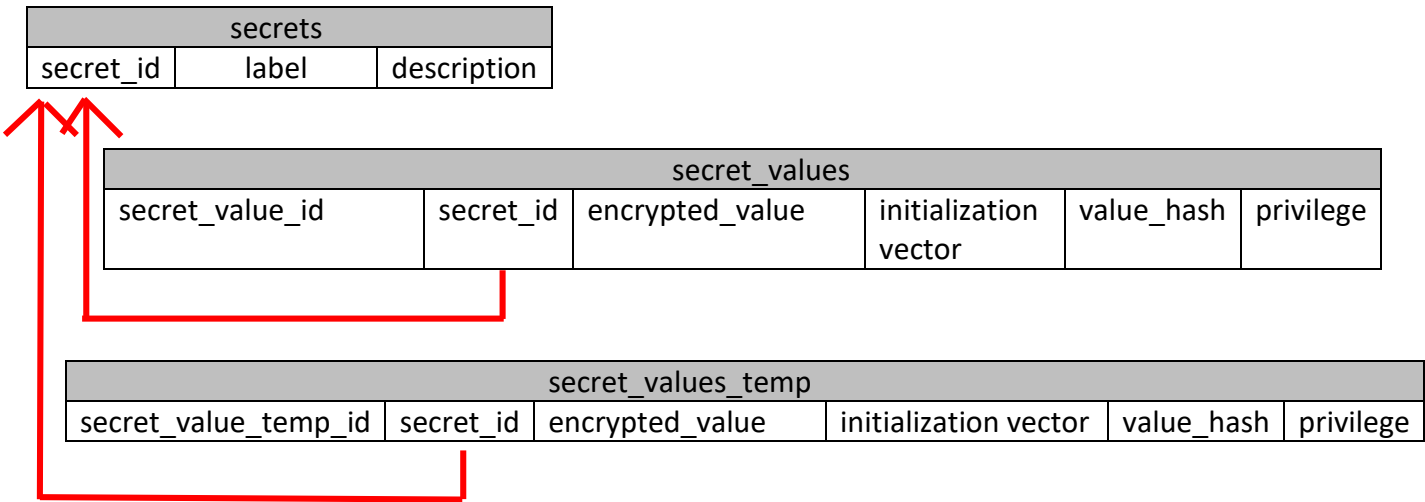 secrets
secret_id label description
secret_values
secret_value_id secret_id encrypted_value initialization value_hash privilege
vector
secret_values_temp
secret_value_temp_id secret_id encrypted_value initialization vector value_hash privilege